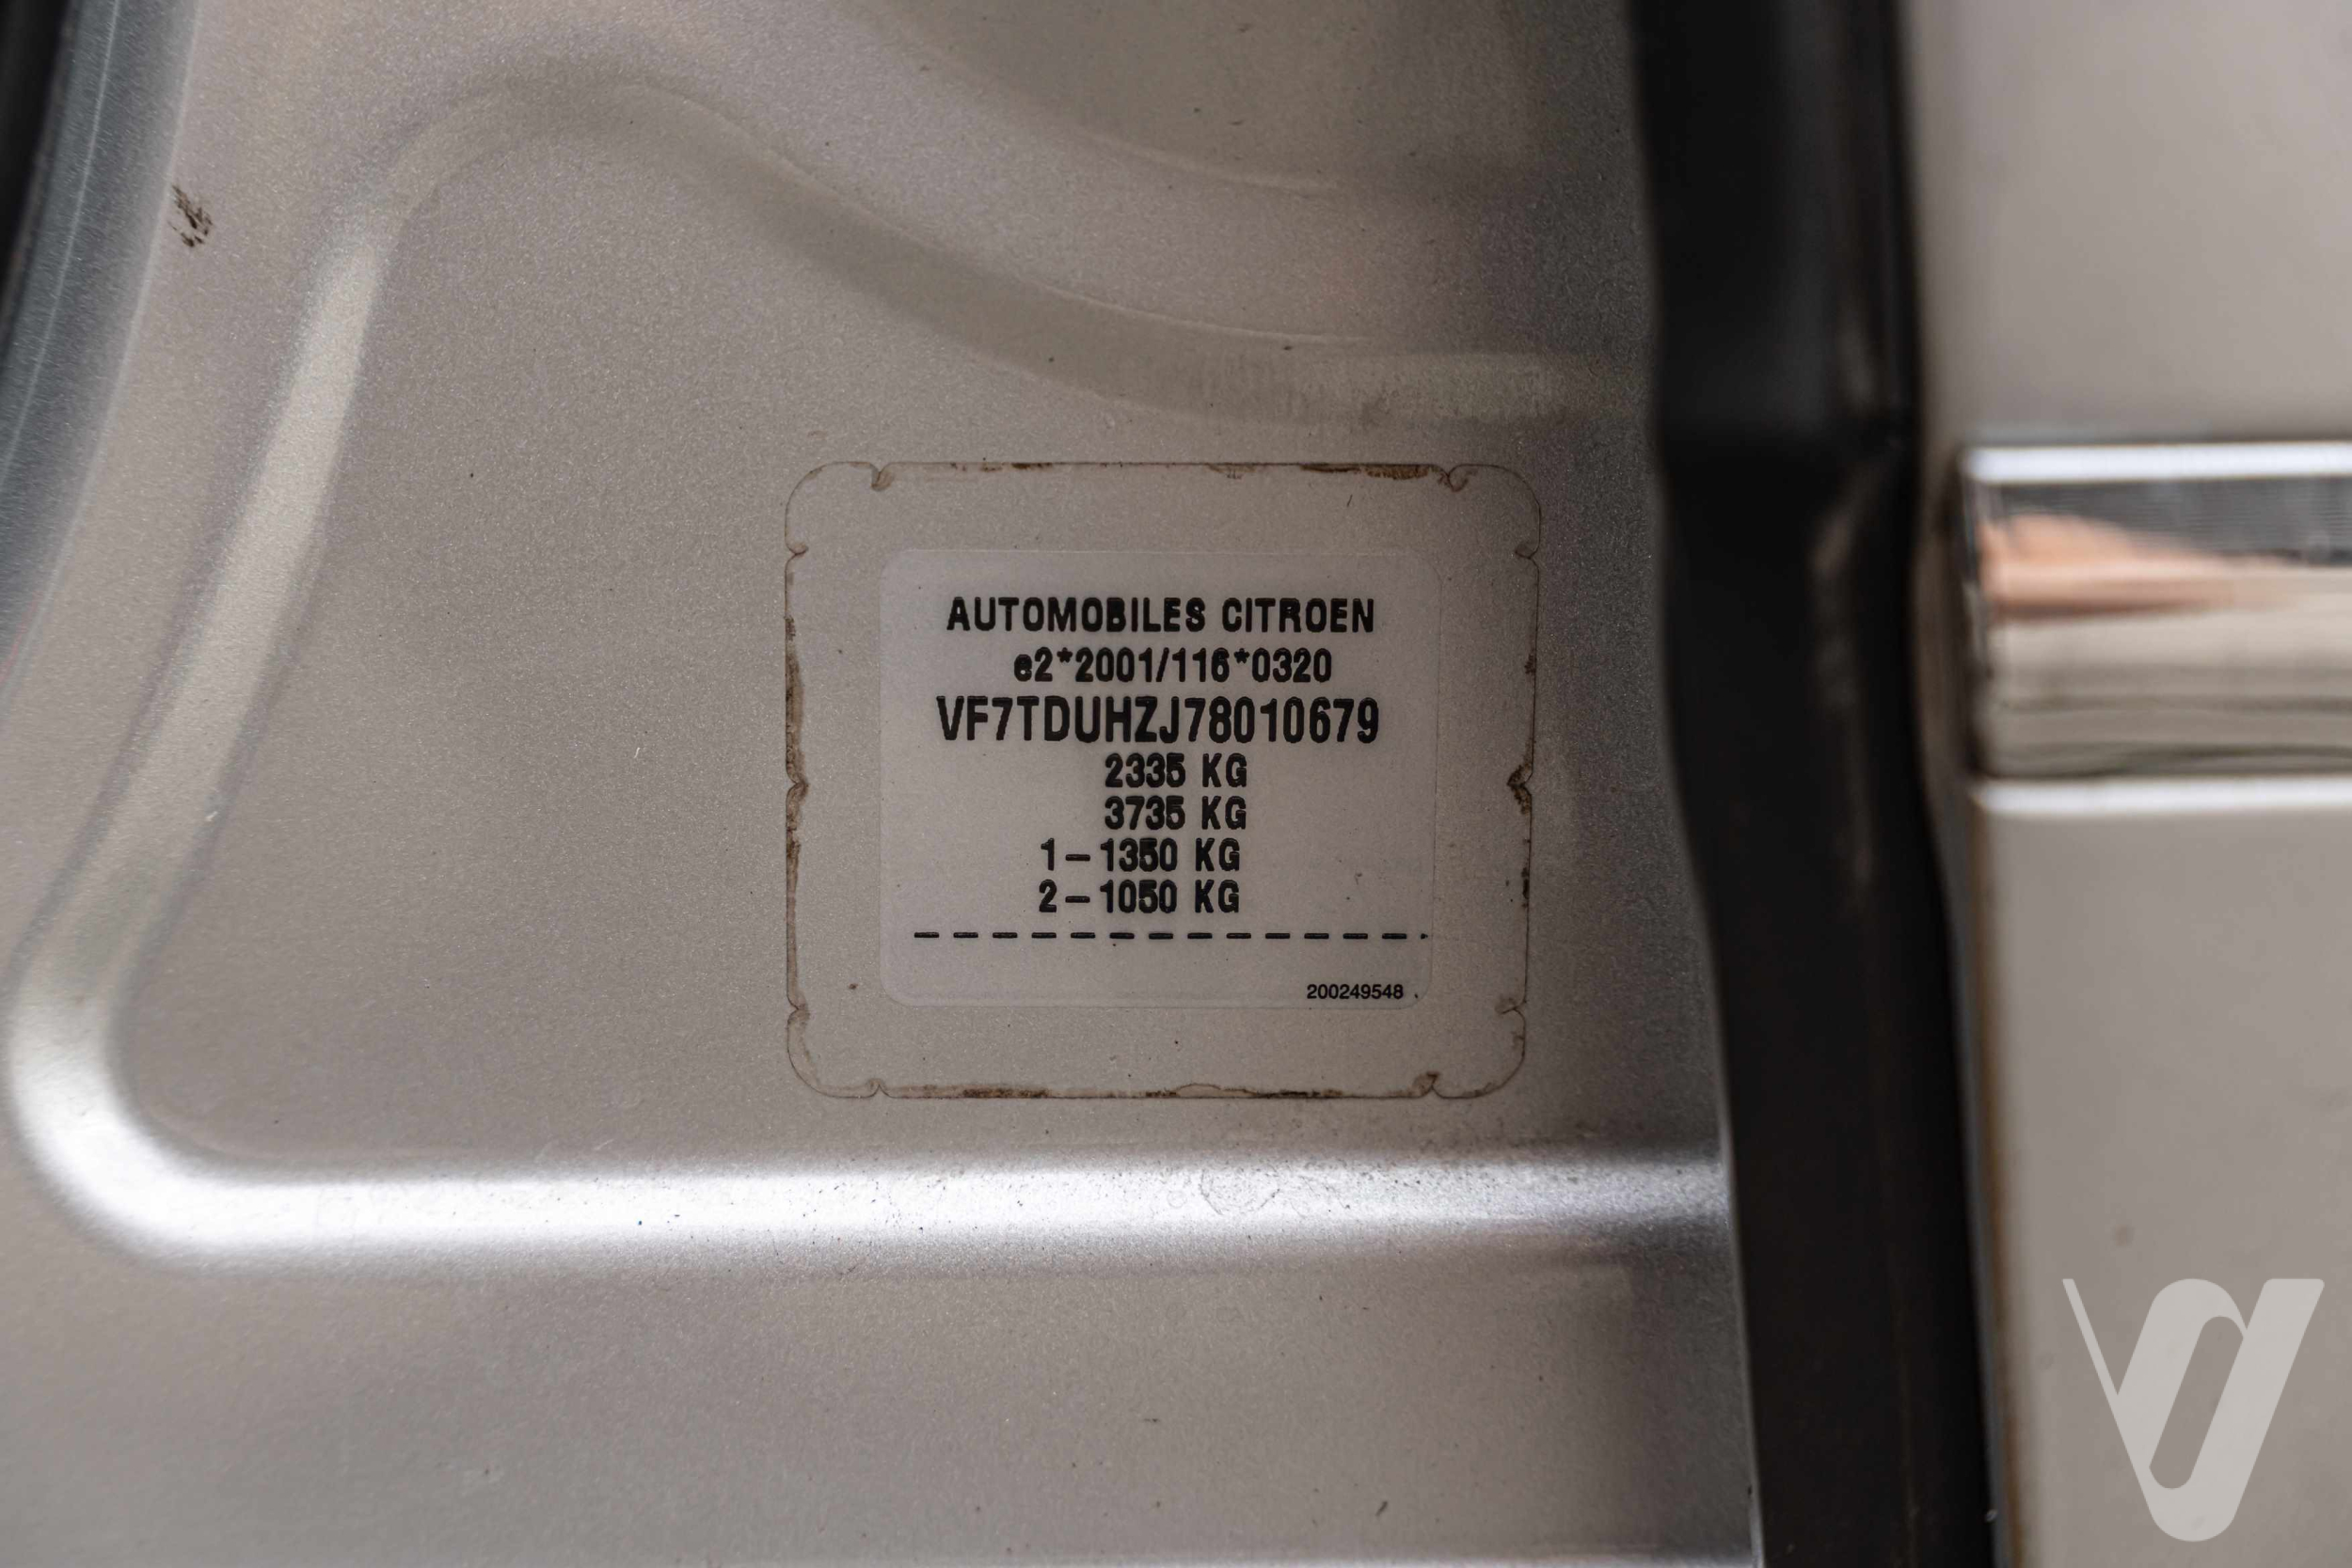 AUTOMOBILES CITROEN
e2*2001/116*0320
VF7TDUHZJ78010679
2335 KG
3735 KG
1-1350 KG
2-1050 KG
200249548